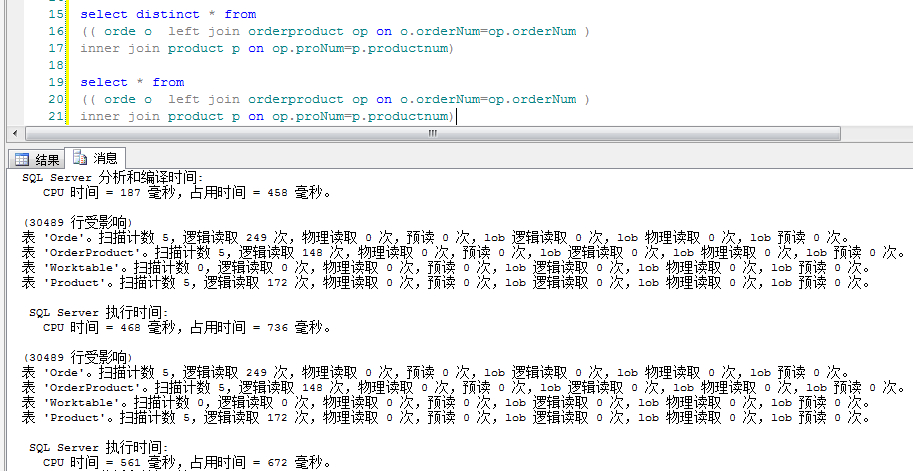 15 select distinct * from
16 (( orde o  left join orderproduct op on o.orderNum=op.orderNum )
17 inner join product p on op.proNum=p.productnum)
18
19 select * from
20 (( orde o  left join orderproduct op on o.orderNum=op.orderNum )
21 inner join product p on op.proNum=p.productnum)
结果 消息
SQL Server 分析和编译时间:
CPU 时间 = 187 毫秒，占用时间 = 458 毫秒。
(30489 行受影响)
表 'Orde'。扫描计数 5，逻辑读取 249 次，物理读取 0 次，预读 0 次，lob 逻辑读取 0 次，lob 物理读取 0 次，lob 预读 0 次。
表 'OrderProduct'。扫描计数 5，逻辑读取 148 次，物理读取 0 次，预读 0 次，lob 逻辑读取 0 次，lob 物理读取 0 次，lob 预读 0 次。
表 'Worktable'。扫描计数 0，逻辑读取 0 次，物理读取 0 次，预读 0 次，lob 逻辑读取 0 次，lob 物理读取 0 次，lob 预读 0 次。
表 'Product'。扫描计数 5，逻辑读取 172 次，物理读取 0 次，预读 0 次，lob 逻辑读取 0 次，lob 物理读取 0 次，lob 预读 0 次。
SQL Server 执行时间:
CPU 时间 = 468 毫秒，占用时间 = 736 毫秒。
(30489 行受影响)
表 'Orde'。扫描计数 5，逻辑读取 249 次，物理读取 0 次，预读 0 次，lob 逻辑读取 0 次，lob 物理读取 0 次，lob 预读 0 次。
表 'OrderProduct'。扫描计数 5，逻辑读取 148 次，物理读取 0 次，预读 0 次，lob 逻辑读取 0 次，lob 物理读取 0 次，lob 预读 0 次。
表 'Worktable'。扫描计数 0，逻辑读取 0 次，物理读取 0 次，预读 0 次，lob 逻辑读取 0 次，lob 物理读取 0 次，lob 预读 0 次。
表 'Product'。扫描计数 5，逻辑读取 172 次，物理读取 0 次，预读 0 次，lob 逻辑读取 0 次，lob 物理读取 0 次，lob 预读 0 次。
SQL Server 执行时间:
CPU 时间 = 561 毫秒，占用时间 = 672 毫秒。